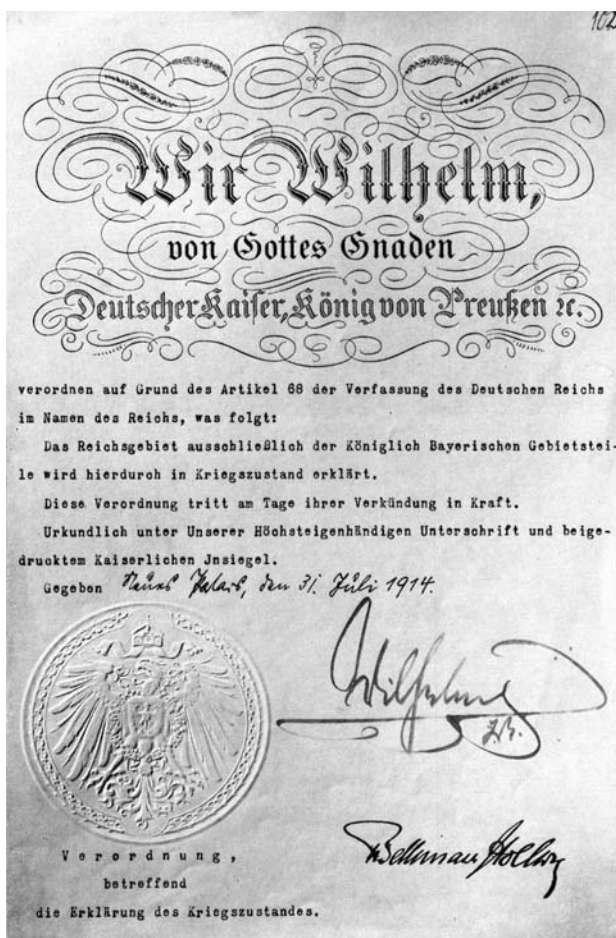 102
Wir Wilhelm,
von Gottes Gnaden
Deutscher Kaiser, König von Preußen ꝛc.
verordnen auf Grund des Artikel 68 der Verfassung des Deutschen Reichs
im Namen des Reichs, was folgt:
Das Reichsgebiet ausschließlich der Königlich Bayerischen Gebietstei-
le wird hierdurch in Kriegszustand erklärt.
Diese Verordnung tritt am Tage ihrer Verkündung in Kraft.
Urkundlich unter Unserer Höchsteigenhändigen Unterschrift und beige-
drucktem Kaiserlichen Jnsiegel.
Gegeben Neues Palais, den 31. Juli 1914.
Wilhelm
I.R.
v Bethmann Hollweg
Verordnung,
betreffend
die Erklärung des Kriegszustandes.